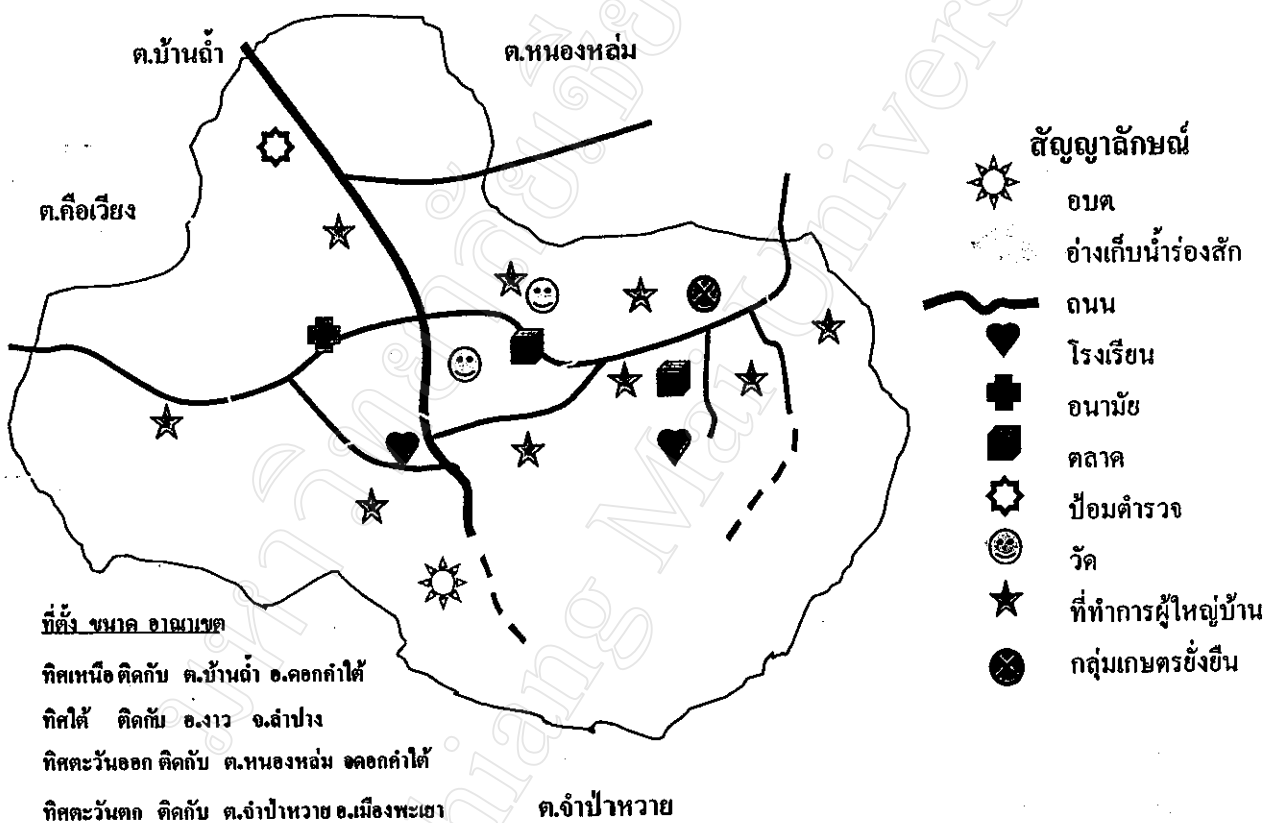 ต.บ้านถ้ำ
ต.หนองหล่ม
ต.คือเวียง
สัญญาลักษณ์
อบต
อ่างเก็บน้ำร่องสัก
ถนน
โรงเรียน
อนามัย
ตลาด
ป้อมตำรวจ
วัด
ที่ทำการผู้ใหญ่บ้าน
กลุ่มเกษตรยั่งยืน
ที่ตั้ง ขนาด อาณาเขต
ทิศเหนือ ติดกับ ต.บ้านถ้ำ อ.ดอกคำใต้
ทิศใต้ ติดกับ อ.งาว จ.ลำปาง
ทิศตะวันออก ติดกับ ต.หนองหล่ม อดอกคำใต้
ทิศตะวันตก ติดกับ ต.จำป่าหวาย อ.เมืองพะเยา
ต.จำป่าหวาย
Chiang Mai Univers